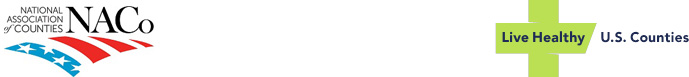 NATIONAL
ASSOCIATION
of COUNTIES
NACo
Live Healthy U.S. Counties